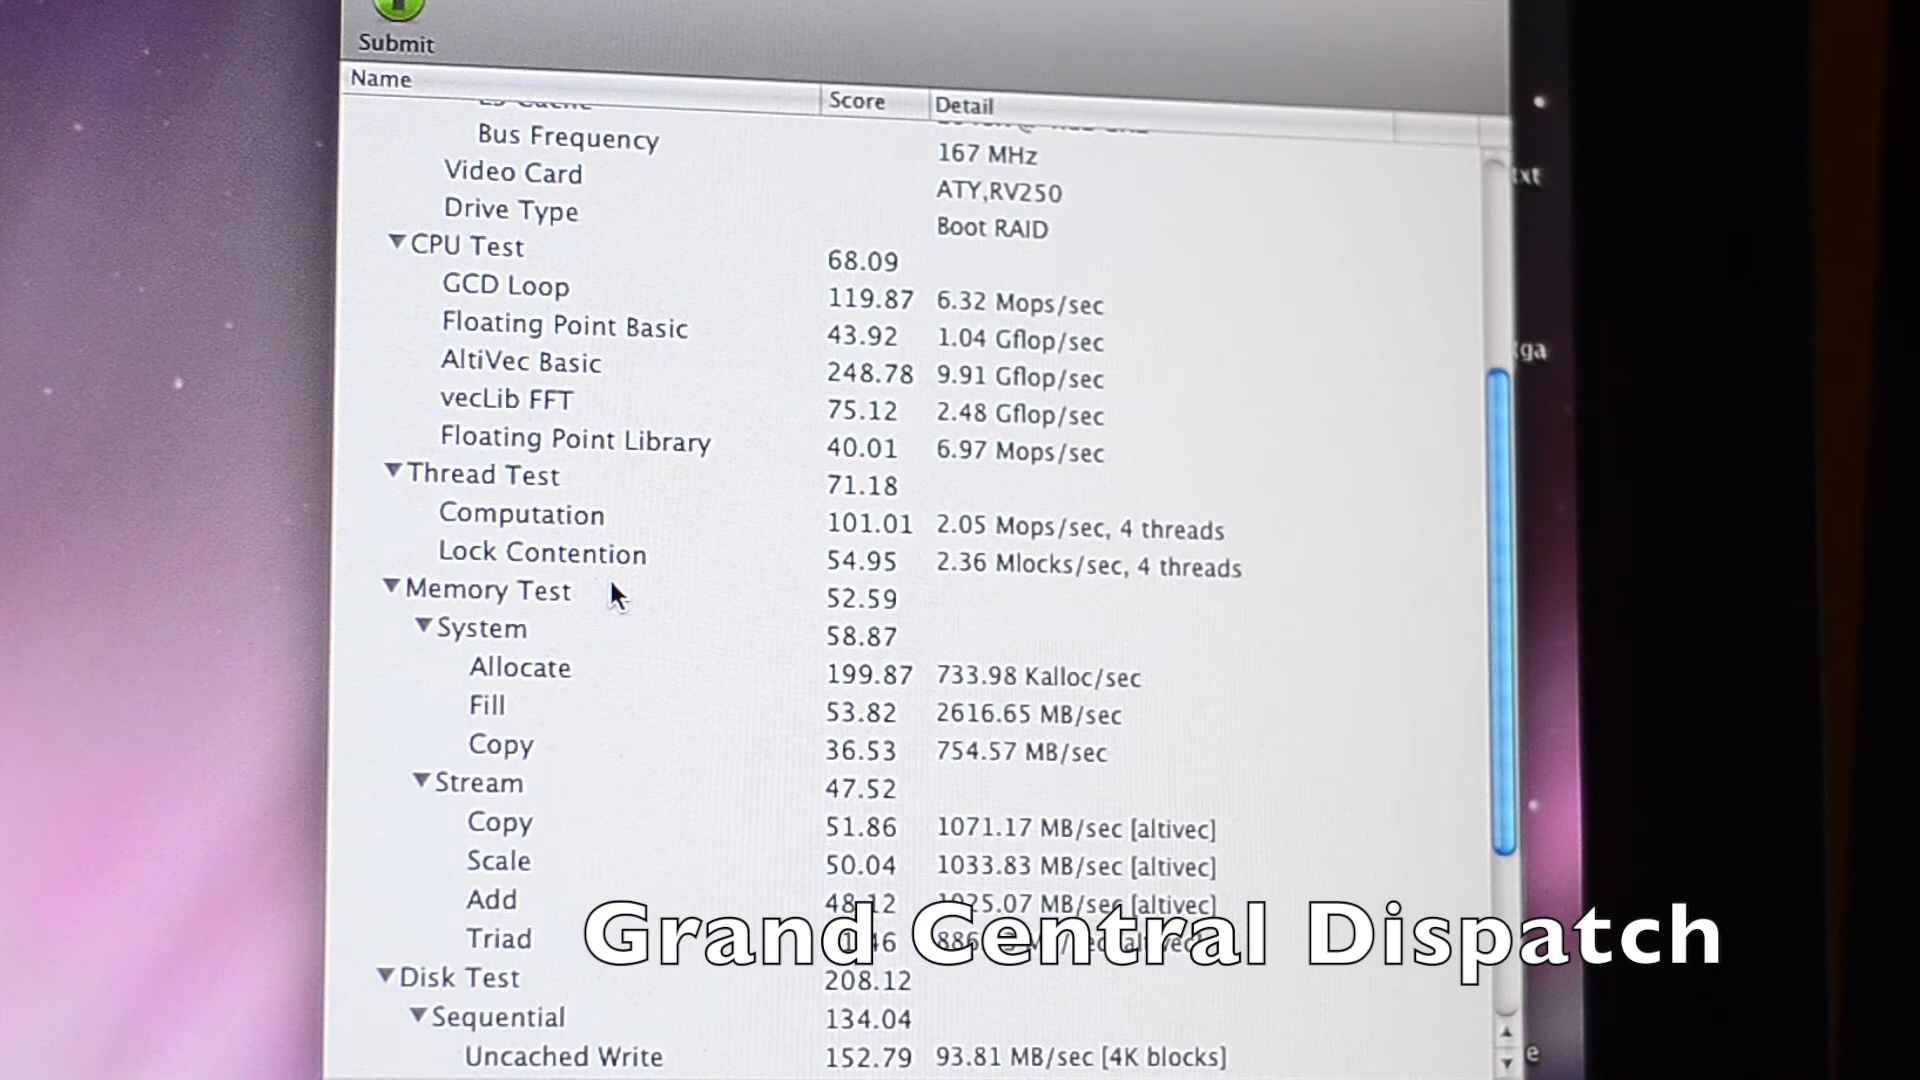 Submit
Name Score Detail
Bus Frequency 167 MHz
Video Card ATY,RV250
Drive Type Boot RAID
CPU Test 68.09
GCD Loop 119.87 6.32 Mops/sec
Floating Point Basic 43.92 1.04 Gflop/sec
AltiVec Basic 248.78 9.91 Gflop/sec
vecLib FFT 75.12 2.48 Gflop/sec
Floating Point Library 40.01 6.97 Mops/sec
Thread Test 71.18
Computation 101.01 2.05 Mops/sec, 4 threads
Lock Contention 54.95 2.36 Mlocks/sec, 4 threads
Memory Test 52.59
System 58.87
Allocate 199.87 733.98 Kalloc/sec
Fill 53.82 2616.65 MB/sec
Copy 36.53 754.57 MB/sec
Stream 47.52
Copy 51.86 1071.17 MB/sec [altivec]
Scale 50.04 1033.83 MB/sec [altivec]
Add 48.12 MB/sec [altivec]
Triad
Grand Central Dispatch
Disk Test 208.12
Sequential 134.04
Uncached Write 152.79 93.81 MB/sec [4K blocks]